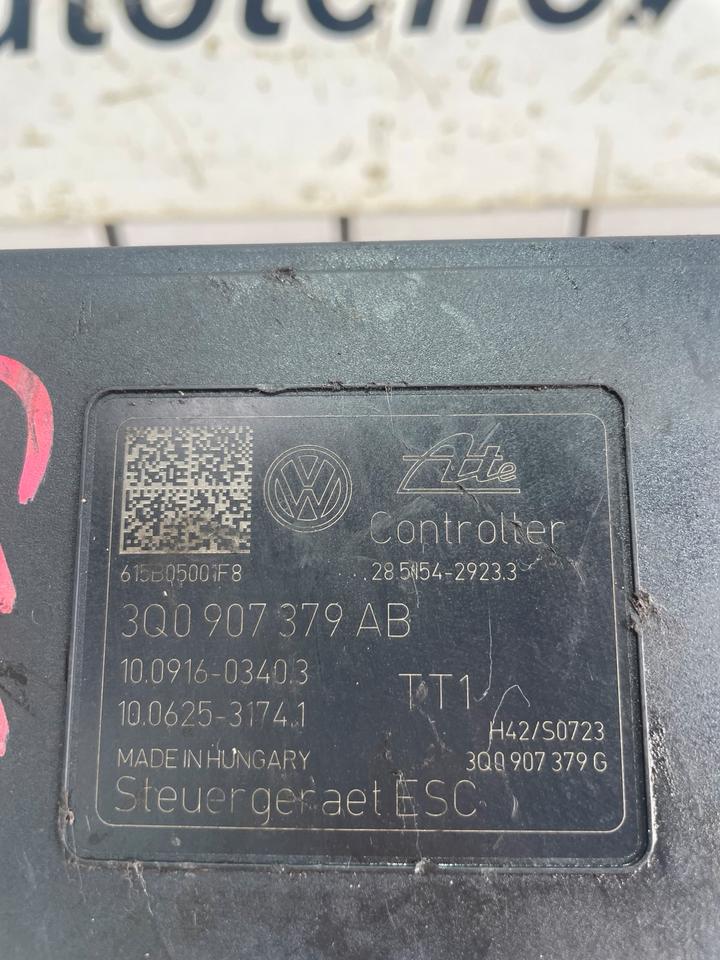 Ate
Controller
615B05001F8
28.5154-2923.3
3Q0 907 379 AB
10.0916-0340.3
TT1
10.0625-3174.1
H42/S0723
MADE IN HUNGARY
3Q0 907 379 G
Steuergeraet ESC